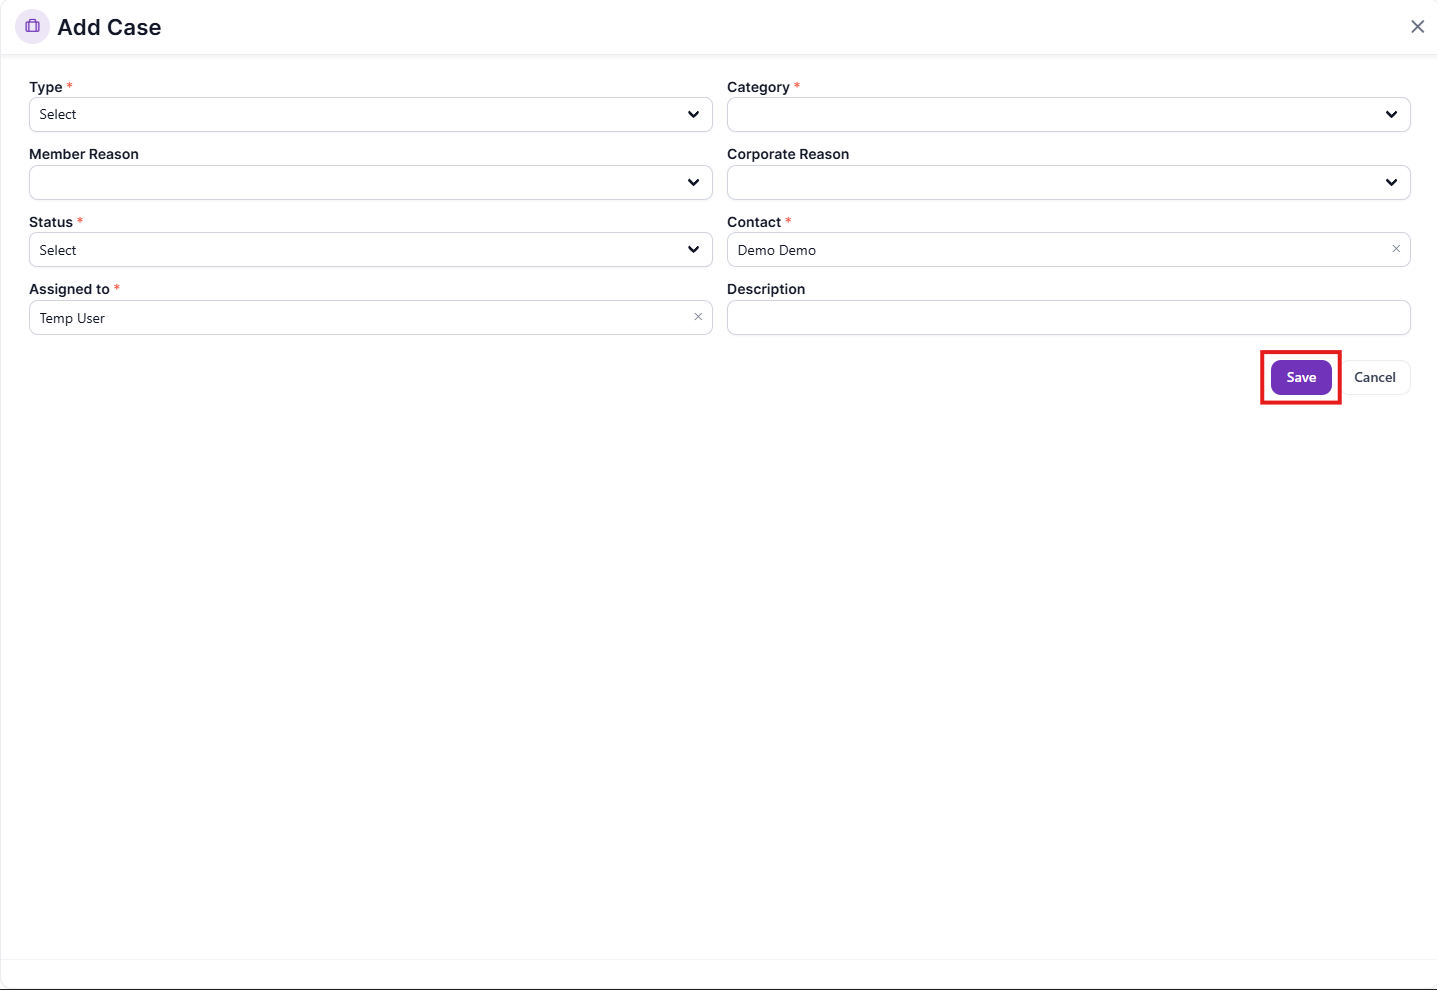 Add Case
Type *
Select
Category *
Member Reason
Corporate Reason
Status *
Select
Contact *
Demo Demo
Assigned to *
Temp User
Description
Save
Cancel